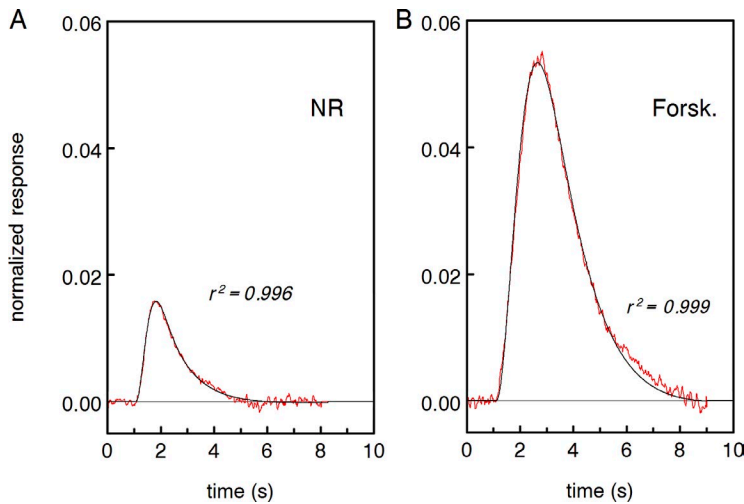 A
B
normalized response
0.06
0.04
0.02
0.00
NR
r² = 0.996
0 2 4 6 8 10
time (s)
0.06
0.04
0.02
0.00
Forsk.
r² = 0.999
0 2 4 6 8 10
time (s)